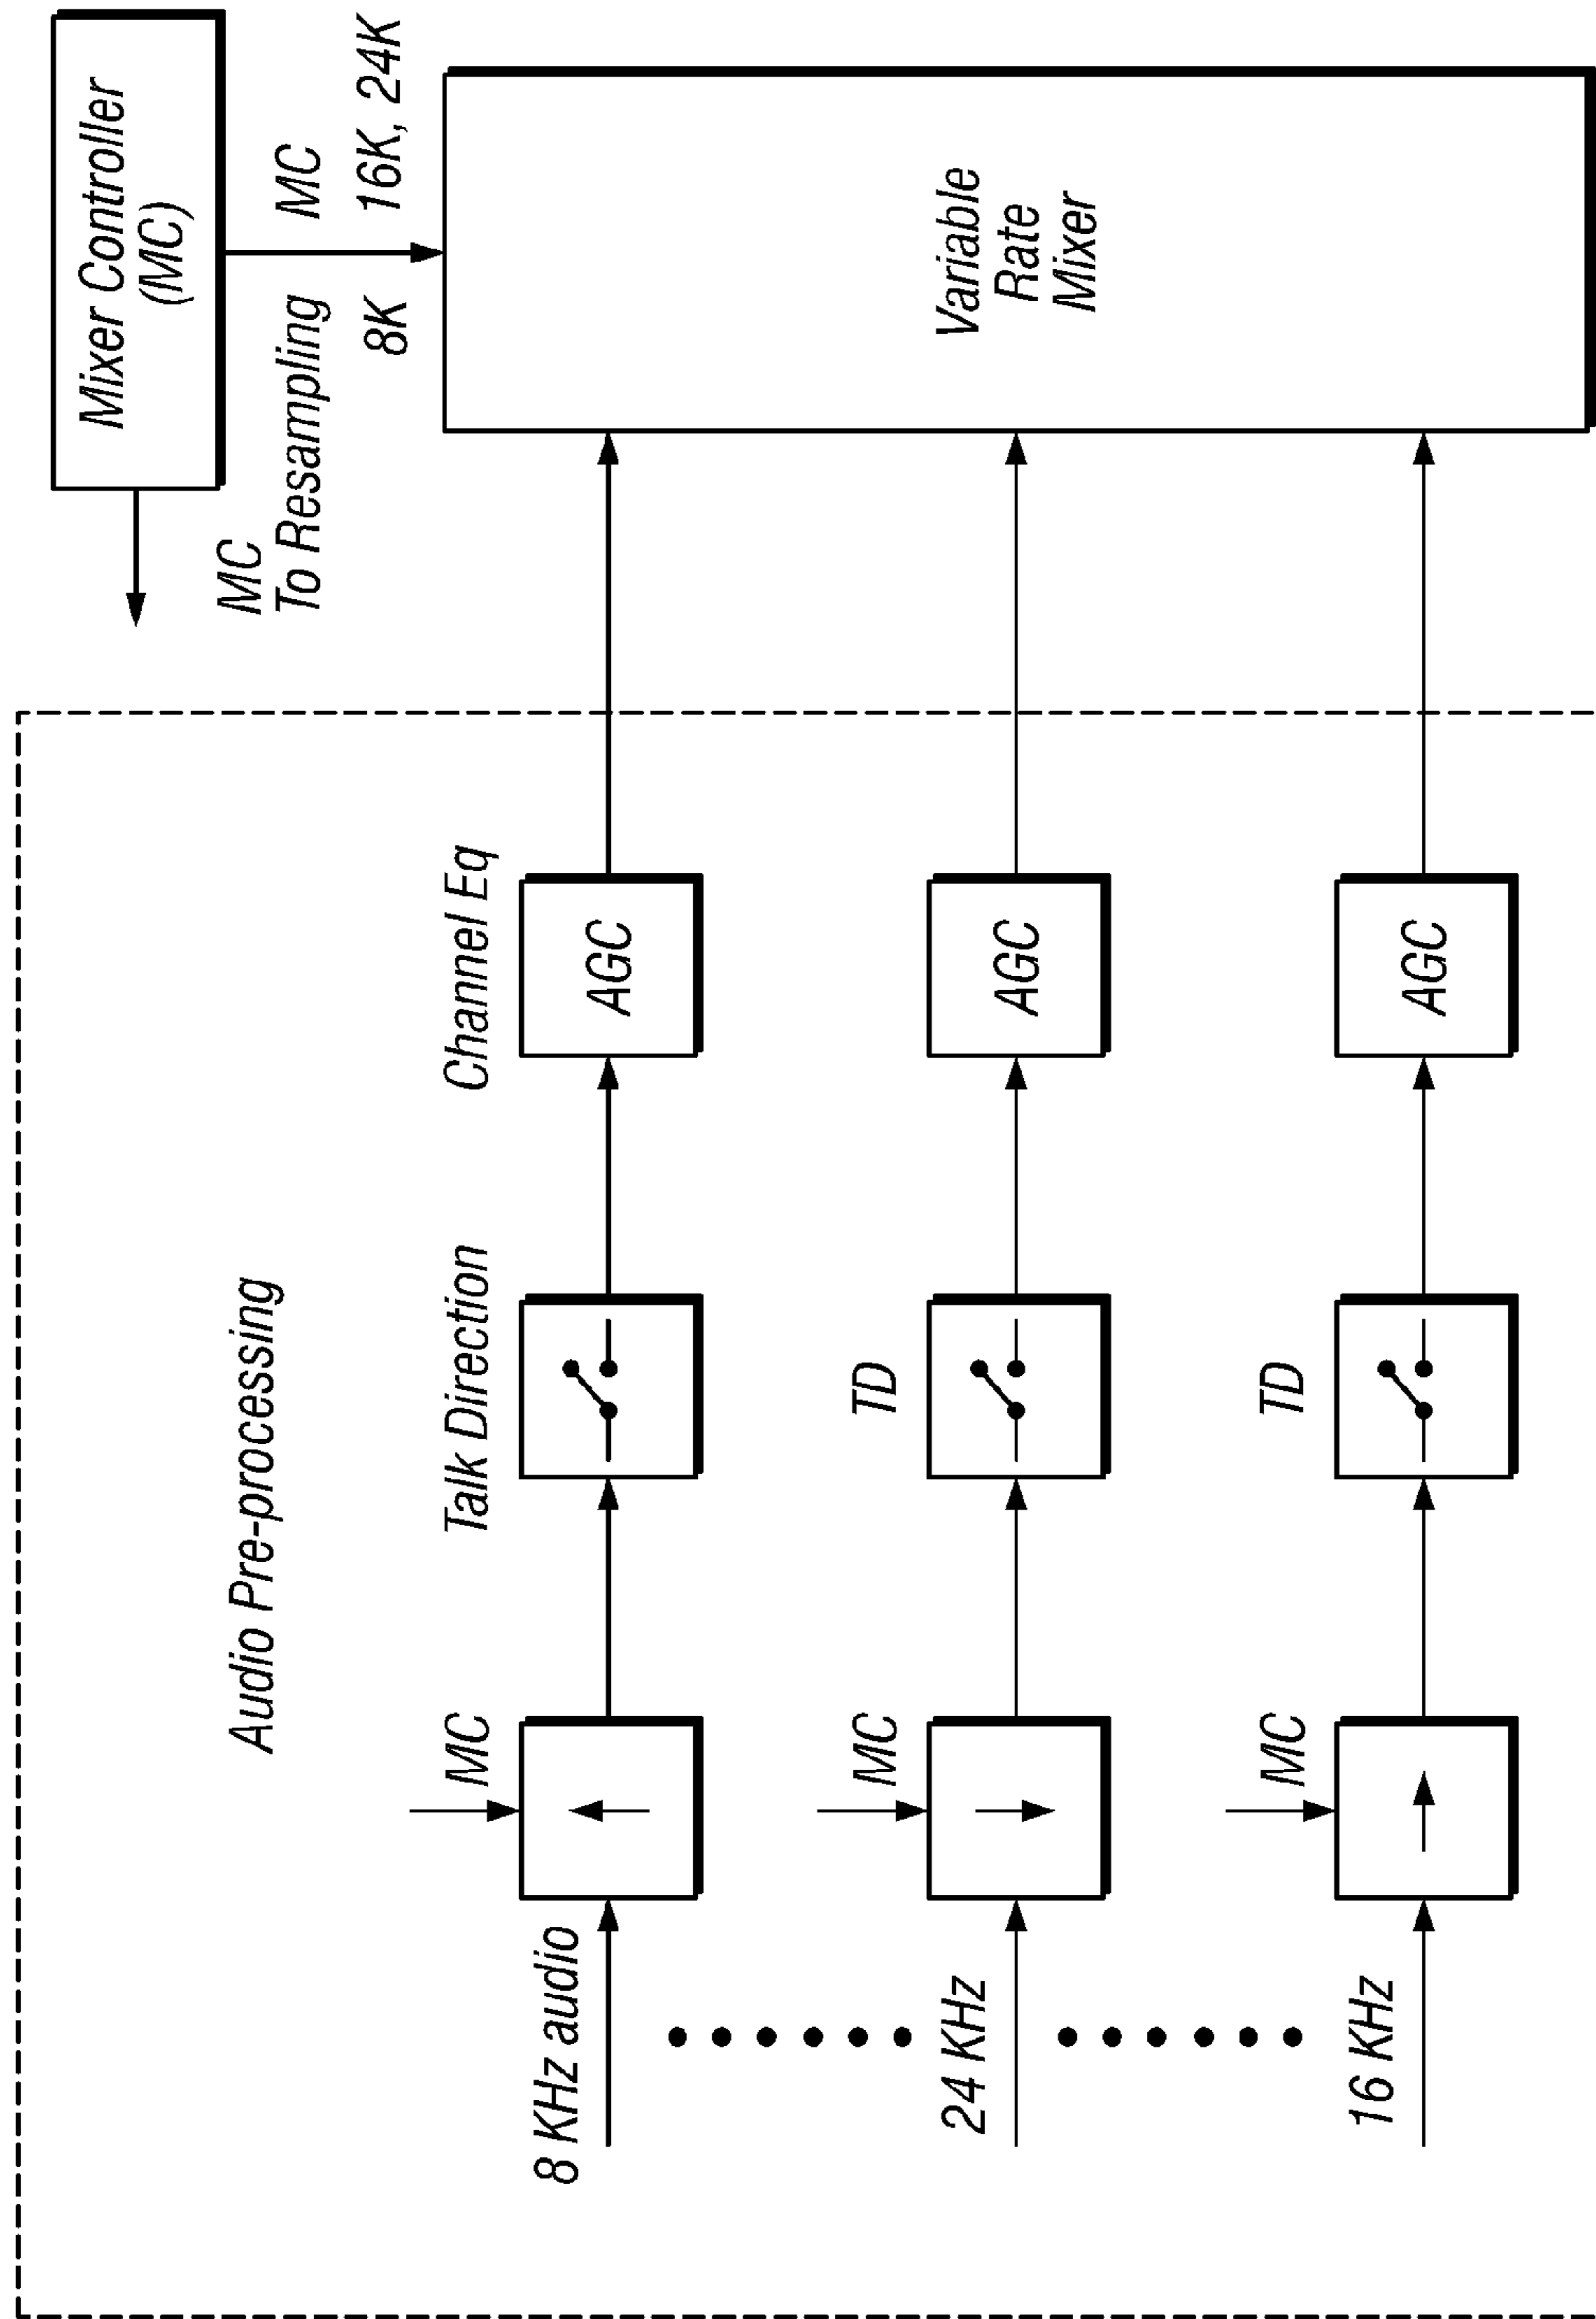 Mixer Controller
(MC)
Audio Pre-processing
MC
To Resampling
MC
8K
16K, 24K
MC
Talk Direction
Channel Eq
8 KHz audio
AGC
MC
TD
24 KHz
AGC
Variable
Rate
Mixer
MC
TD
16 KHz
AGC